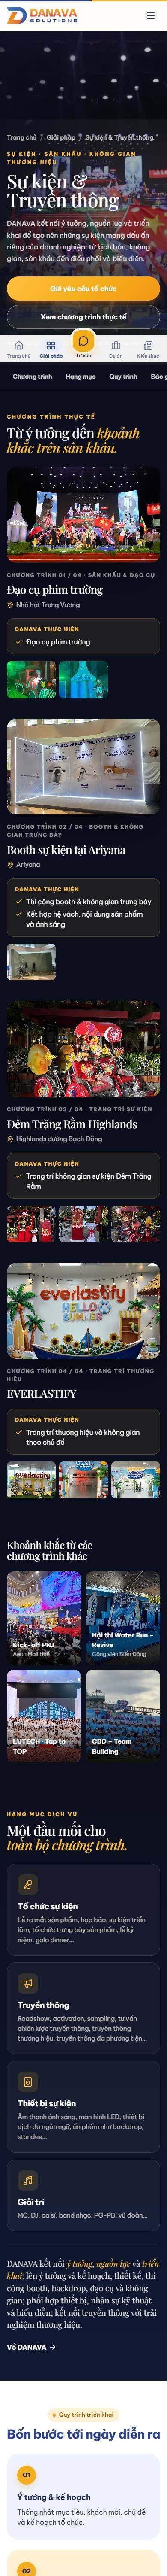 DANAVA
SOLUTIONS
Trang chủ / Giải pháp / Sự kiện & Truyền thông
SỰ KIỆN · SÂN KHẤU · KHÔNG GIAN
THƯƠNG HIỆU
Sự kiện &
Truyền thông
DANAVA kết nối ý tưởng, nguồn lực và triển
khai để tạo nên những sự kiện mang dấu ấn
riêng của doanh nghiệp: từ kịch bản, không
gian, sân khấu đến điều phối và biểu diễn.
Gửi yêu cầu tổ chức
Xem chương trình thực tế
Trang chủ
Giải pháp
Tư vấn
Dự án
Kiến thức
Chương trình
Hạng mục
Quy trình
Báo g
CHƯƠNG TRÌNH THỰC TẾ
Từ ý tưởng đến khoảnh
khắc trên sân khấu.
CHƯƠNG TRÌNH 01 / 04 · SÂN KHẤU & ĐẠO CỤ
Đạo cụ phim trường
Nhà hát Trưng Vương
DANAVA THỰC HIỆN
Đạo cụ phim trường
CHƯƠNG TRÌNH 02 / 04 · BOOTH & KHÔNG
GIAN TRƯNG BÀY
Booth sự kiện tại Ariyana
Ariyana
DANAVA THỰC HIỆN
Thi công booth & không gian trưng bày
Kết hợp hệ vách, nội dung sản phẩm
và ánh sáng
CHƯƠNG TRÌNH 03 / 04 · TRANG TRÍ SỰ KIỆN
Đêm Trăng Rằm Highlands
Highlands đường Bạch Đằng
DANAVA THỰC HIỆN
Trang trí không gian sự kiện Đêm Trăng
Rằm
everlastify
HELLO
SUMMER
CHƯƠNG TRÌNH 04 / 04 · TRANG TRÍ THƯƠNG
HIỆU
EVERLASTIFY
DANAVA THỰC HIỆN
Trang trí thương hiệu và không gian
theo chủ đề
everlastify
Khoảnh khắc từ các
chương trình khác
Kick-off PNJ
Aeon Mall Huế
Hội thi Water Run –
Revive
Công viên Biển Đông
LUTECH · Tap to
TOP
CBD – Team
Building
HẠNG MỤC DỊCH VỤ
Một đầu mối cho
toàn bộ chương trình.
Tổ chức sự kiện
Lễ ra mắt sản phẩm, họp báo, sự kiện triển
lãm, tổ chức trưng bày sản phẩm, lễ kỷ
niệm, gala dinner...
Truyền thông
Roadshow, activation, sampling, tư vấn
chiến lược truyền thông, truyền thông
thương hiệu, truyền thông đa phương tiện...
Thiết bị sự kiện
Âm thanh ánh sáng, màn hình LED, thiết bị
dịch đa ngôn ngữ, ấn phẩm như backdrop,
standee...
Giải trí
MC, DJ, ca sĩ, band nhạc, PG-PB, vũ đoàn...
DANAVA kết nối ý tưởng, nguồn lực và triển
khai: lên ý tưởng và kế hoạch; thiết kế, thi
công booth, backdrop, đạo cụ và không
gian; phối hợp thiết bị, nhân sự kỹ thuật
và biểu diễn; kết nối truyền thông với trải
nghiệm thương hiệu.
Về DANAVA →
Quy trình triển khai
Bốn bước tới ngày diễn ra
01
Ý tưởng & kế hoạch
Thống nhất mục tiêu, khách mời, chủ đề
và kế hoạch tổ chức.
02